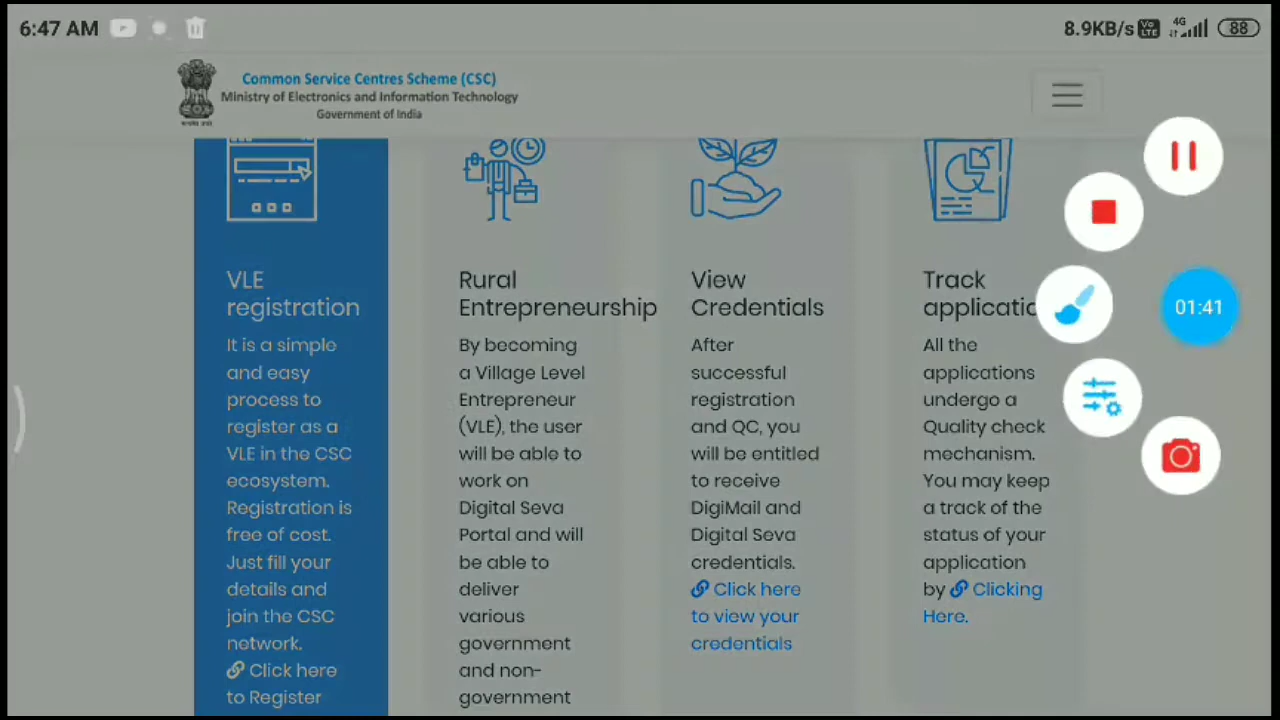 6:47 AM
8.9KB/s Vo LTE 4G 88
Common Service Centres Scheme (CSC)
Ministry of Electronics and Information Technology
Government of India
VLE
registration
It is a simple
and easy
process to
register as a
VLE in the CSC
ecosystem.
Registration is
free of cost.
Just fill your
details and
join the CSC
network.
Click here
to Register
Rural
Entrepreneurship
By becoming
a Village Level
Entrepreneur
(VLE), the user
will be able to
work on
Digital Seva
Portal and will
be able to
deliver
various
government
and non-
government
View
Credentials
After
successful
registration
and QC, you
will be entitled
to receive
DigiMail and
Digital Seva
credentials.
Click here
to view your
credentials
Track
applicatio
All the
applications
undergo a
Quality check
mechanism.
You may keep
a track of the
status of your
application
by Clicking
Here.
01:41